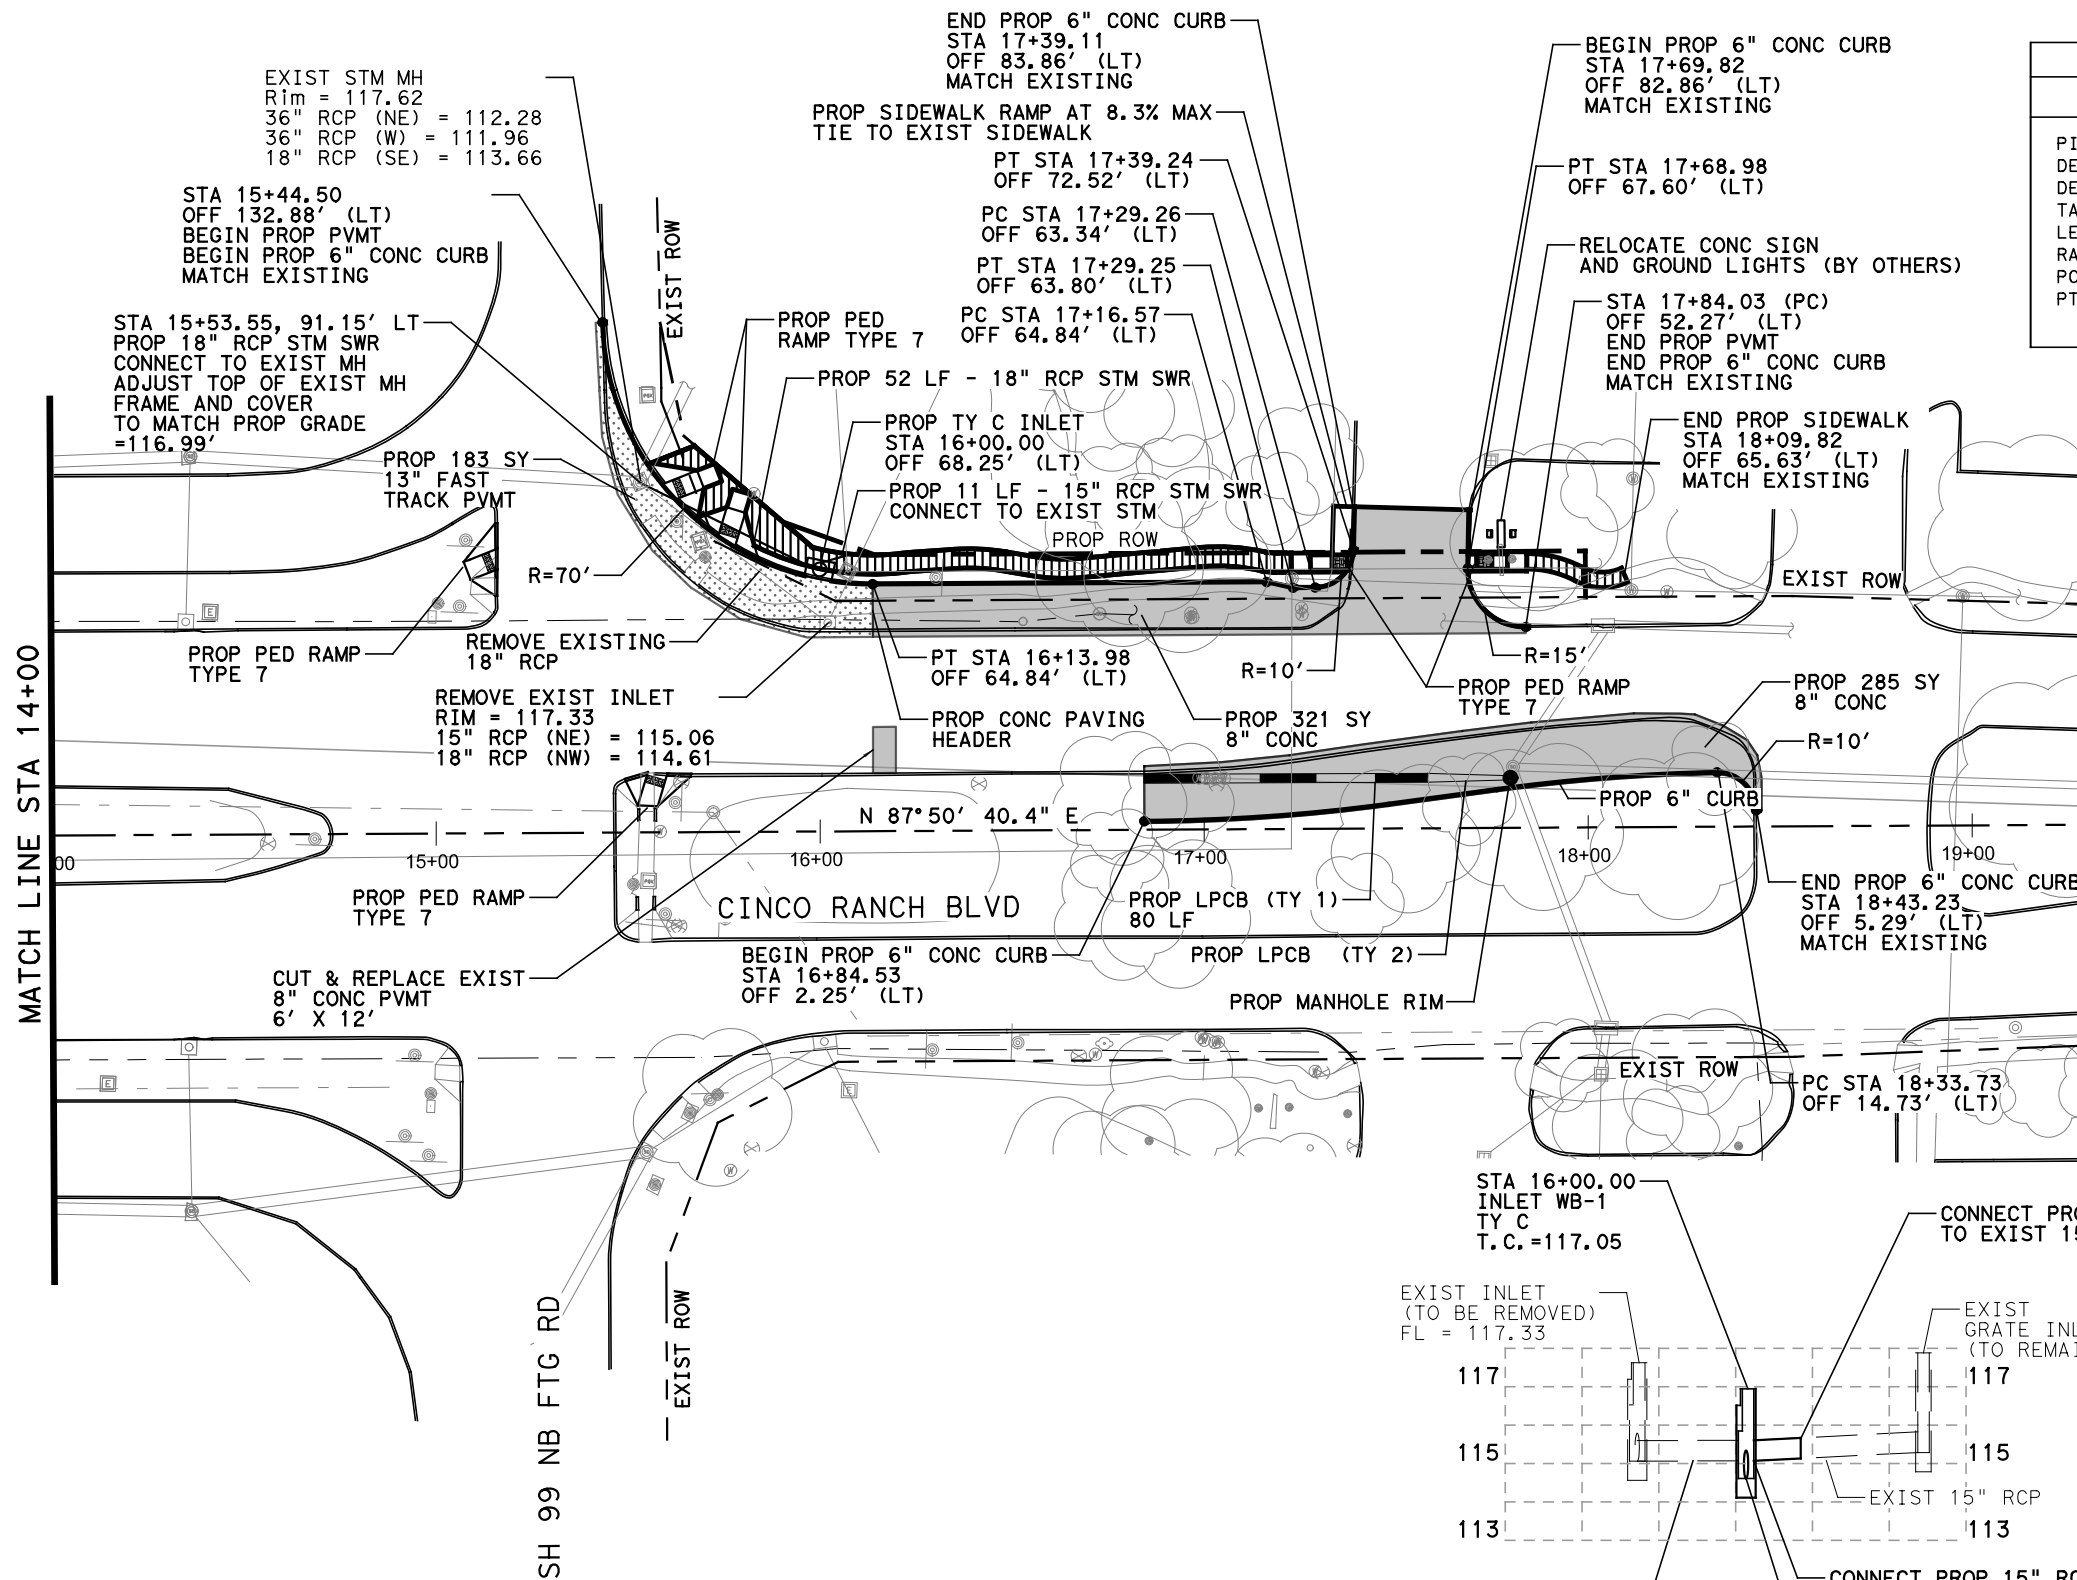 END PROP 6" CONC CURB
STA 17+39.11
OFF 83.86' (LT)
MATCH EXISTING
BEGIN PROP 6" CONC CURB
STA 17+69.82
OFF 82.86' (LT)
MATCH EXISTING
EXIST STM MH
Rim = 117.62
36" RCP (NE) = 112.28
36" RCP (W) = 111.96
18" RCP (SE) = 113.66
PROP SIDEWALK RAMP AT 8.3% MAX
TIE TO EXIST SIDEWALK
PT STA 17+39.24
OFF 72.52' (LT)
PT STA 17+68.98
OFF 67.60' (LT)
STA 15+44.50
OFF 132.88' (LT)
BEGIN PROP PVMT
BEGIN PROP 6" CONC CURB
MATCH EXISTING
EXIST ROW
PC STA 17+29.26
OFF 63.34' (LT)
PT STA 17+29.25
OFF 63.80' (LT)
RELOCATE CONC SIGN
AND GROUND LIGHTS (BY OTHERS)
PI
DE
DE
TA
LE
RA
PC
PT
STA 15+53.55, 91.15' LT
PROP 18" RCP STM SWR
CONNECT TO EXIST MH
ADJUST TOP OF EXIST MH
FRAME AND COVER
TO MATCH PROP GRADE
=116.99'
PROP PED
RAMP TYPE 7
PC STA 17+16.57
OFF 64.84' (LT)
STA 17+84.03 (PC)
OFF 52.27' (LT)
END PROP PVMT
END PROP 6" CONC CURB
MATCH EXISTING
PROP 52 LF - 18" RCP STM SWR
PROP TY C INLET
STA 16+00.00
OFF 68.25' (LT)
END PROP SIDEWALK
STA 18+09.82
OFF 65.63' (LT)
MATCH EXISTING
PROP 183 SY
13" FAST
TRACK PVMT
PROP 11 LF - 15" RCP STM SWR
CONNECT TO EXIST STM
PROP ROW
R=70'
EXIST ROW
MATCH LINE STA 14+00
PROP PED RAMP
TYPE 7
REMOVE EXISTING
18" RCP
PT STA 16+13.98
OFF 64.84' (LT)
R=10'
R=15'
PROP PED RAMP
TYPE 7
PROP 285 SY
8" CONC
REMOVE EXIST INLET
RIM = 117.33
15" RCP (NE) = 115.06
18" RCP (NW) = 114.61
PROP CONC PAVING
HEADER
PROP 321 SY
8" CONC
R=10'
N 87°50' 40.4" E
PROP 6" CURB
00
15+00
16+00
17+00
18+00
19+00
PROP PED RAMP
TYPE 7
CINCO RANCH BLVD
PROP LPCB (TY 1)
80 LF
END PROP 6" CONC CURB
STA 18+43.23
OFF 5.29' (LT)
MATCH EXISTING
BEGIN PROP 6" CONC CURB
STA 16+84.53
OFF 2.25' (LT)
PROP LPCB (TY 2)
CUT & REPLACE EXIST
8" CONC PVMT
6' X 12'
PROP MANHOLE RIM
EXIST ROW
PC STA 18+33.73
OFF 14.73' (LT)
STA 16+00.00
INLET WB-1
TY C
T.C.=117.05
CONNECT PRO
TO EXIST 15
SH 99 NB FTG RD
EXIST ROW
EXIST INLET
(TO BE REMOVED)
FL = 117.33
EXIST
GRATE INL
(TO REMAI
117
117
115
115
EXIST 15" RCP
113
113
CONNECT PROP 15" RC